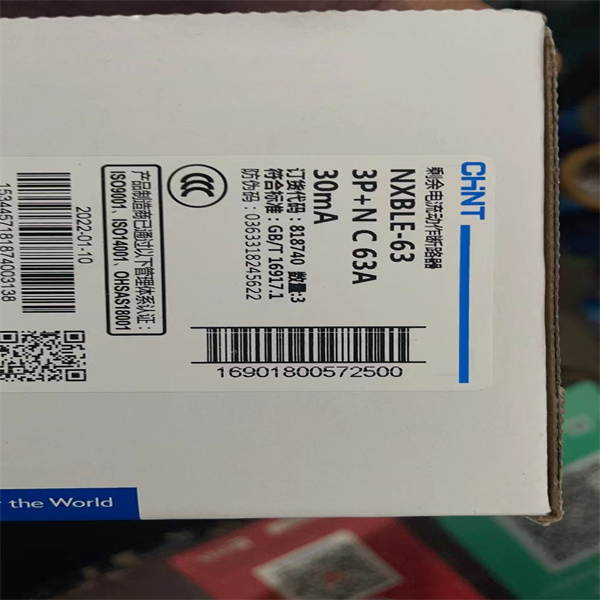 CHNT
剩余电流动作断路器
NXBLE-63
3P+N C 63A
30mA
订货代码：818740 数量:3
符合标准：GB/T 16917.1
防伪码：0363318245622
产品制造商已通过以下管理体系认证：
ISO9001、ISO14001、OHSAS18001
2022-01-10
1594457181874003138
16901800572500
the World